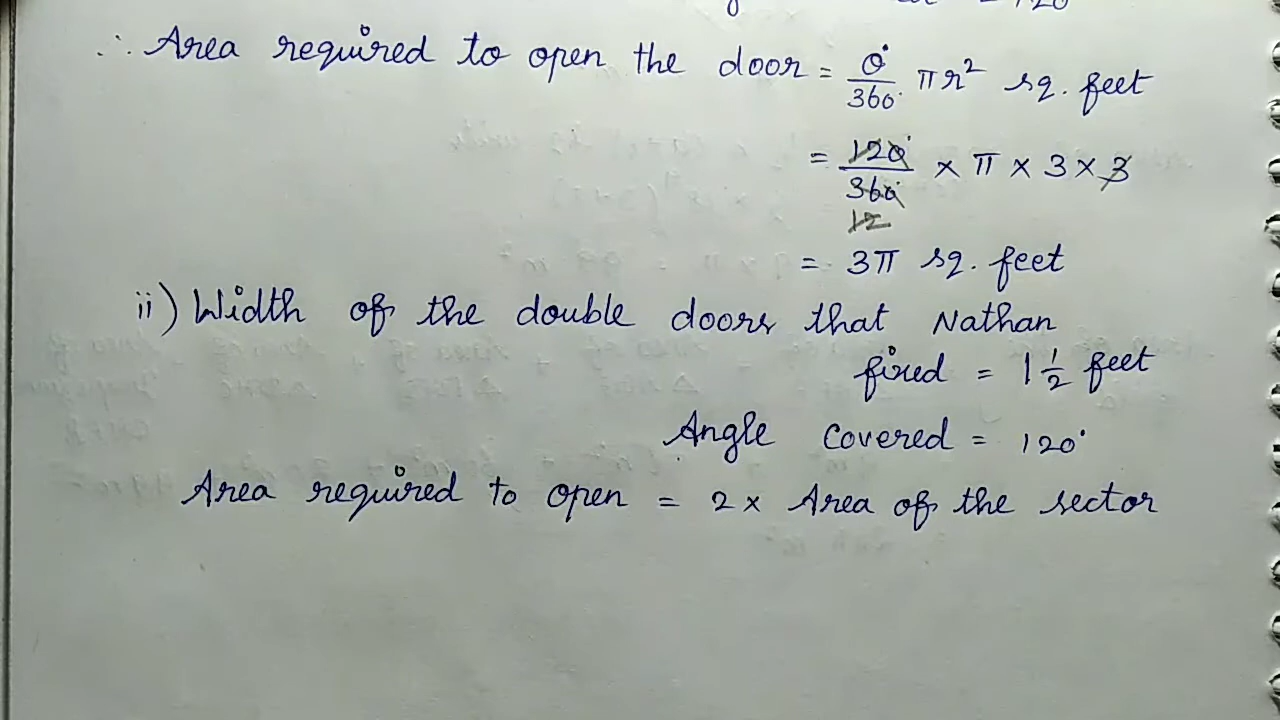 = 120
∴ Area required to open the door = θ°/360° πr² sq. feet
= 120°/360° × π × 3 × 3
12
= 3π sq. feet
ii) Width of the double doors that Nathan
fixed = 1 1/2 feet
Angle covered = 120°
Area required to open = 2 × Area of the sector